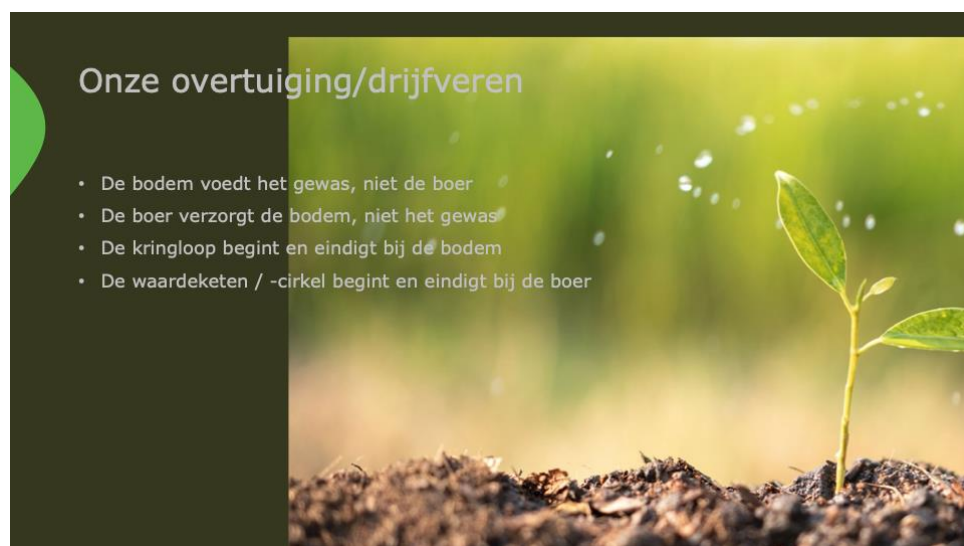 Onze overtuiging/drijfveren
• De bodem voedt het gewas, niet de boer
• De boer verzorgt de bodem, niet het gewas
• De kringloop begint en eindigt bij de bodem
• De waardeketen / -cirkel begint en eindigt bij de boer